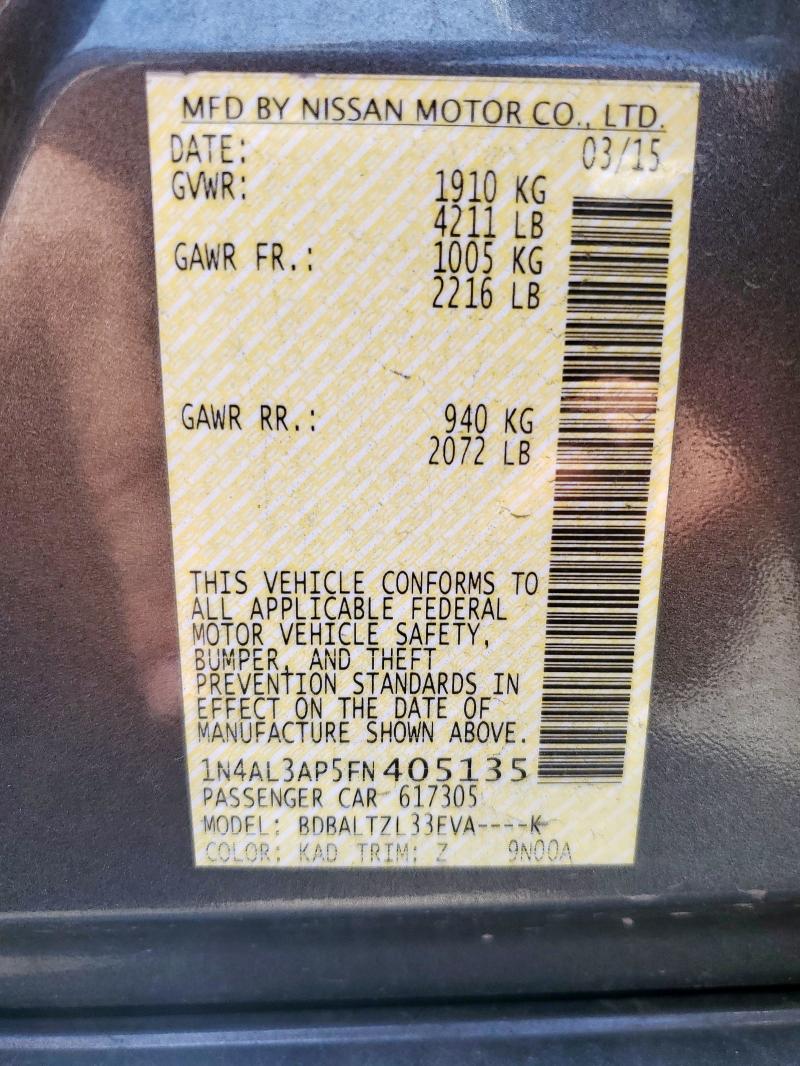 MFD BY NISSAN MOTOR CO., LTD.
DATE: 03/15
GVWR: 1910 KG
4211 LB
GAWR FR.: 1005 KG
2216 LB
GAWR RR.: 940 KG
2072 LB
THIS VEHICLE CONFORMS TO
ALL APPLICABLE FEDERAL
MOTOR VEHICLE SAFETY,
BUMPER, AND THEFT
PREVENTION STANDARDS IN
EFFECT ON THE DATE OF
MANUFACTURE SHOWN ABOVE.
1N4AL3AP5FN405135
PASSENGER CAR 617305
MODEL: BDBALTZL33EVA----K
COLOR: KAD TRIM: Z 9N00A